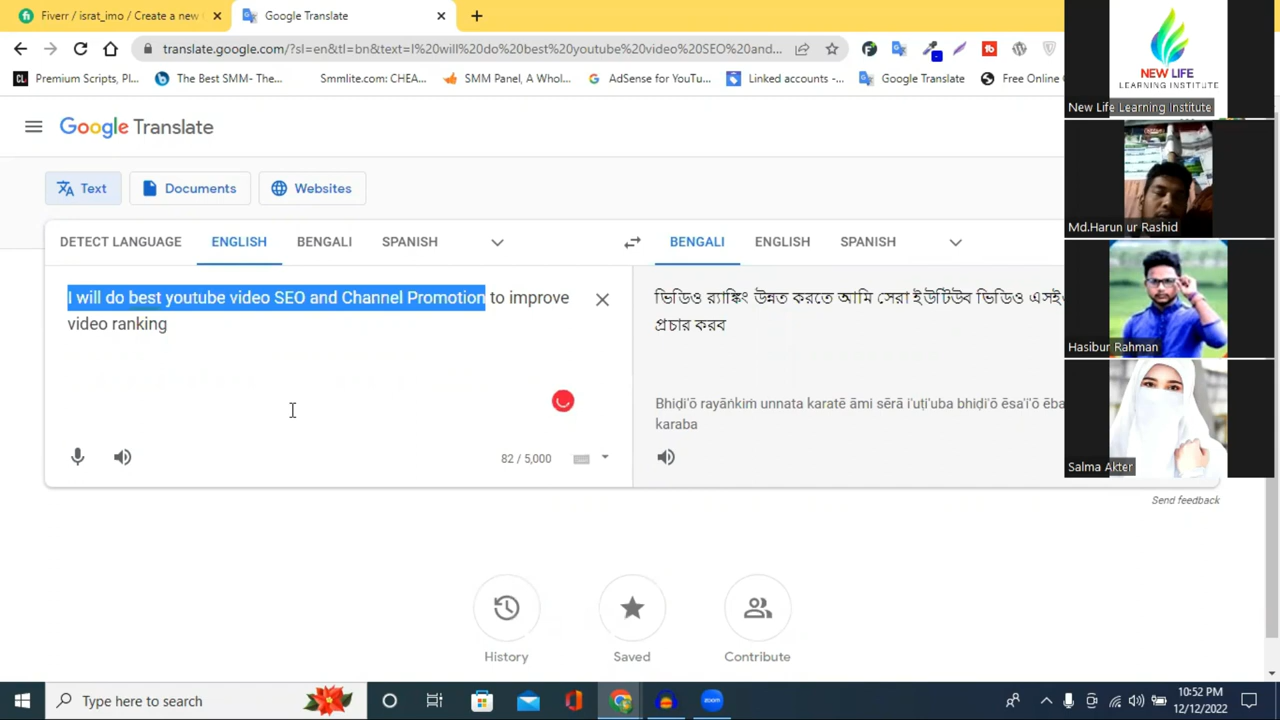 Fiverr / israt_imo / Create a new
Google Translate
translate.google.com/?sl=en&tl=bn&text=I%20will%20do%20best%20youtube%20video%20SEO%20and...
Premium Scripts, Pl...
The Best SMM- The...
Smmlite.com: CHEA...
SMM Panel, A Whol...
AdSense for YouTu...
Linked accounts -...
Google Translate
Free Online
Google Translate
Text
Documents
Websites
DETECT LANGUAGE
ENGLISH
BENGALI
SPANISH
BENGALI
ENGLISH
SPANISH
I will do best youtube video SEO and Channel Promotion to improve
video ranking
82 / 5,000
ভিডিও র‌্যাঙ্কিং উন্নত করতে আমি সেরা ইউটিউব ভিডিও এসই
প্রচার করব
Bhiḍi'ō rayāṅkiṁ unnata karatē āmi sērā i'uṭi'uba bhiḍi'ō ēsa'i'ō ēba
karaba
Send feedback
History
Saved
Contribute
NEW LIFE
LEARNING INSTITUTE
New Life Learning Institute
Md.Harun ur Rashid
Hasibur Rahman
Salma Akter
Type here to search
zoom
10:52 PM
12/12/2022